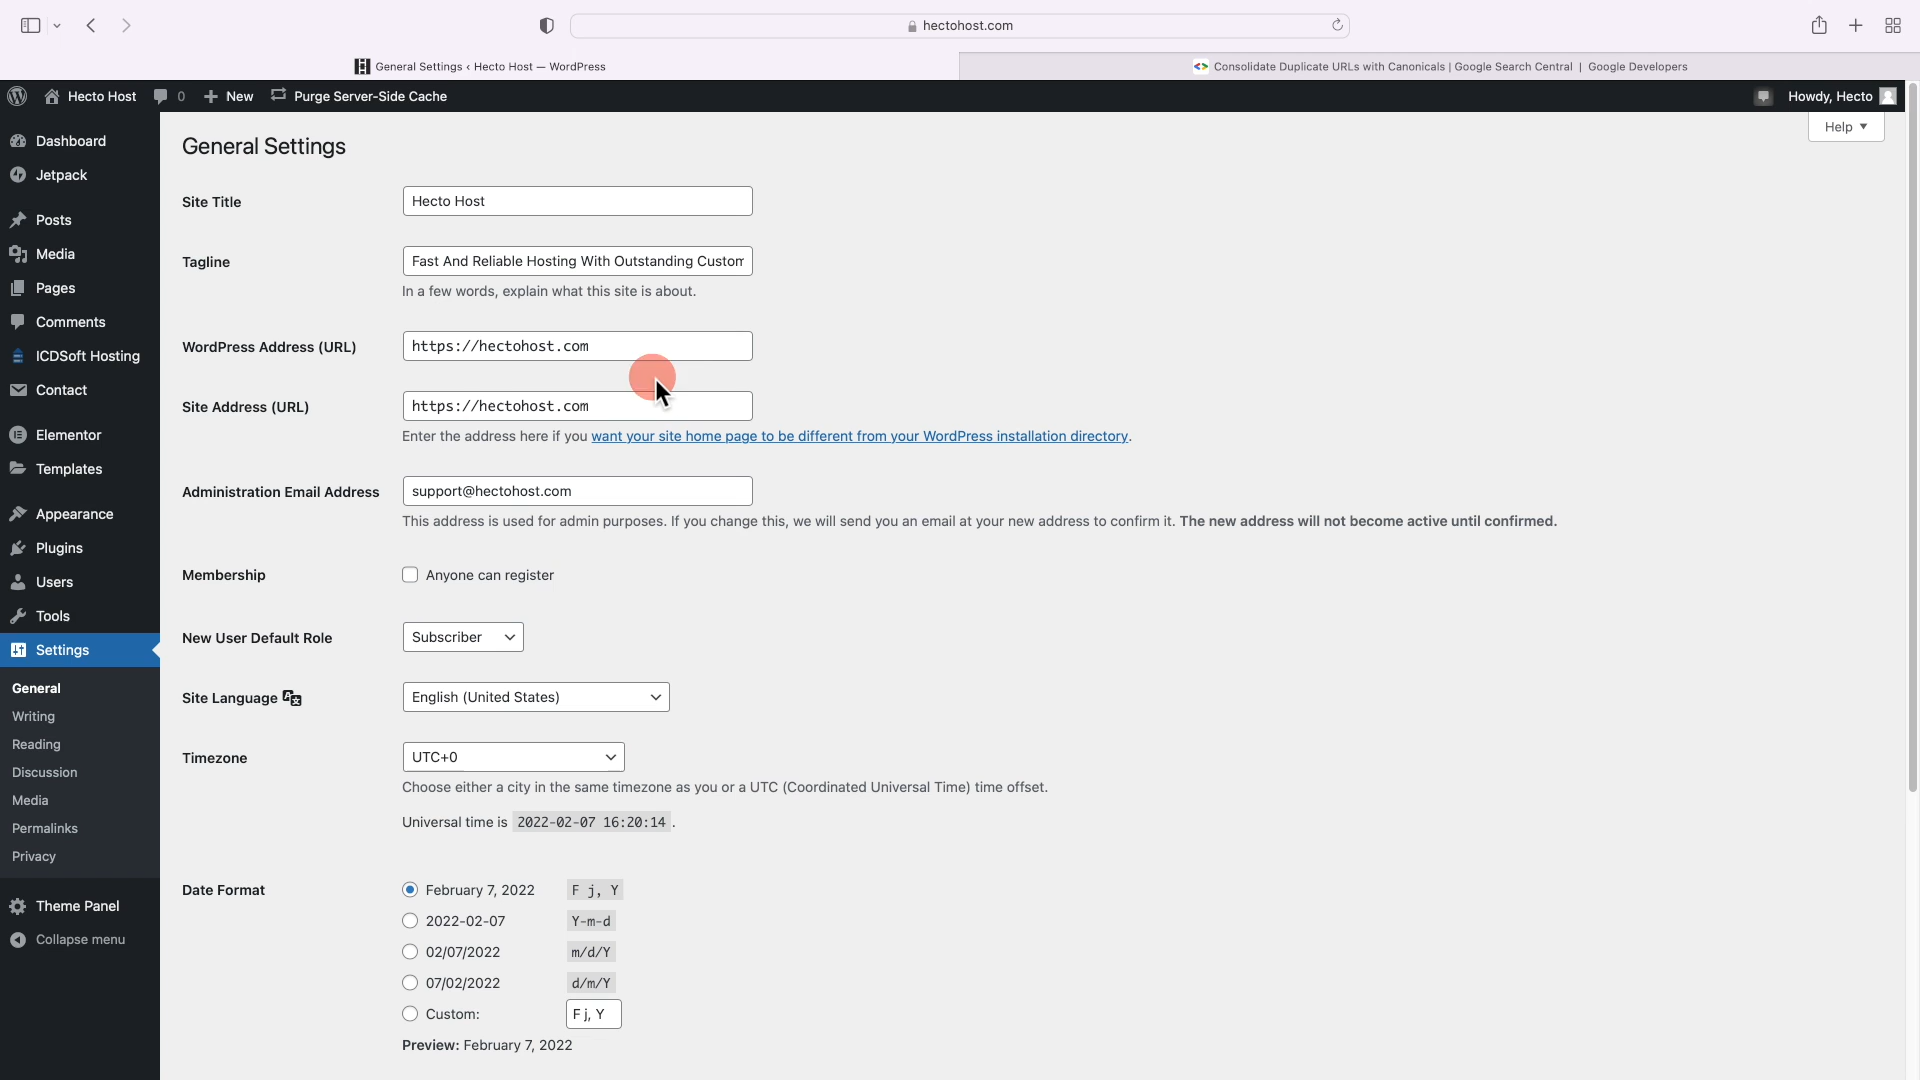 hectohost.com
General Settings ‹ Hecto Host — WordPress
Consolidate Duplicate URLs with Canonicals | Google Search Central | Google Developers
Hecto Host
0
New
Purge Server-Side Cache
Howdy, Hecto
Help
Dashboard
Jetpack
Posts
Media
Pages
Comments
ICDSoft Hosting
Contact
Elementor
Templates
Appearance
Plugins
Users
Tools
Settings
General
Writing
Reading
Discussion
Media
Permalinks
Privacy
Theme Panel
Collapse menu
General Settings
Site Title
Hecto Host
Tagline
Fast And Reliable Hosting With Outstanding Custom
In a few words, explain what this site is about.
WordPress Address (URL)
https://hectohost.com
Site Address (URL)
https://hectohost.com
Enter the address here if you want your site home page to be different from your WordPress installation directory.
Administration Email Address
support@hectohost.com
This address is used for admin purposes. If you change this, we will send you an email at your new address to confirm it. The new address will not become active until confirmed.
Membership
Anyone can register
New User Default Role
Subscriber
Site Language
English (United States)
Timezone
UTC+0
Choose either a city in the same timezone as you or a UTC (Coordinated Universal Time) time offset.
Universal time is 2022-02-07 16:20:14 .
Date Format
February 7, 2022 F j, Y
2022-02-07 Y-m-d
02/07/2022 m/d/Y
07/02/2022 d/m/Y
Custom: F j, Y
Preview: February 7, 2022